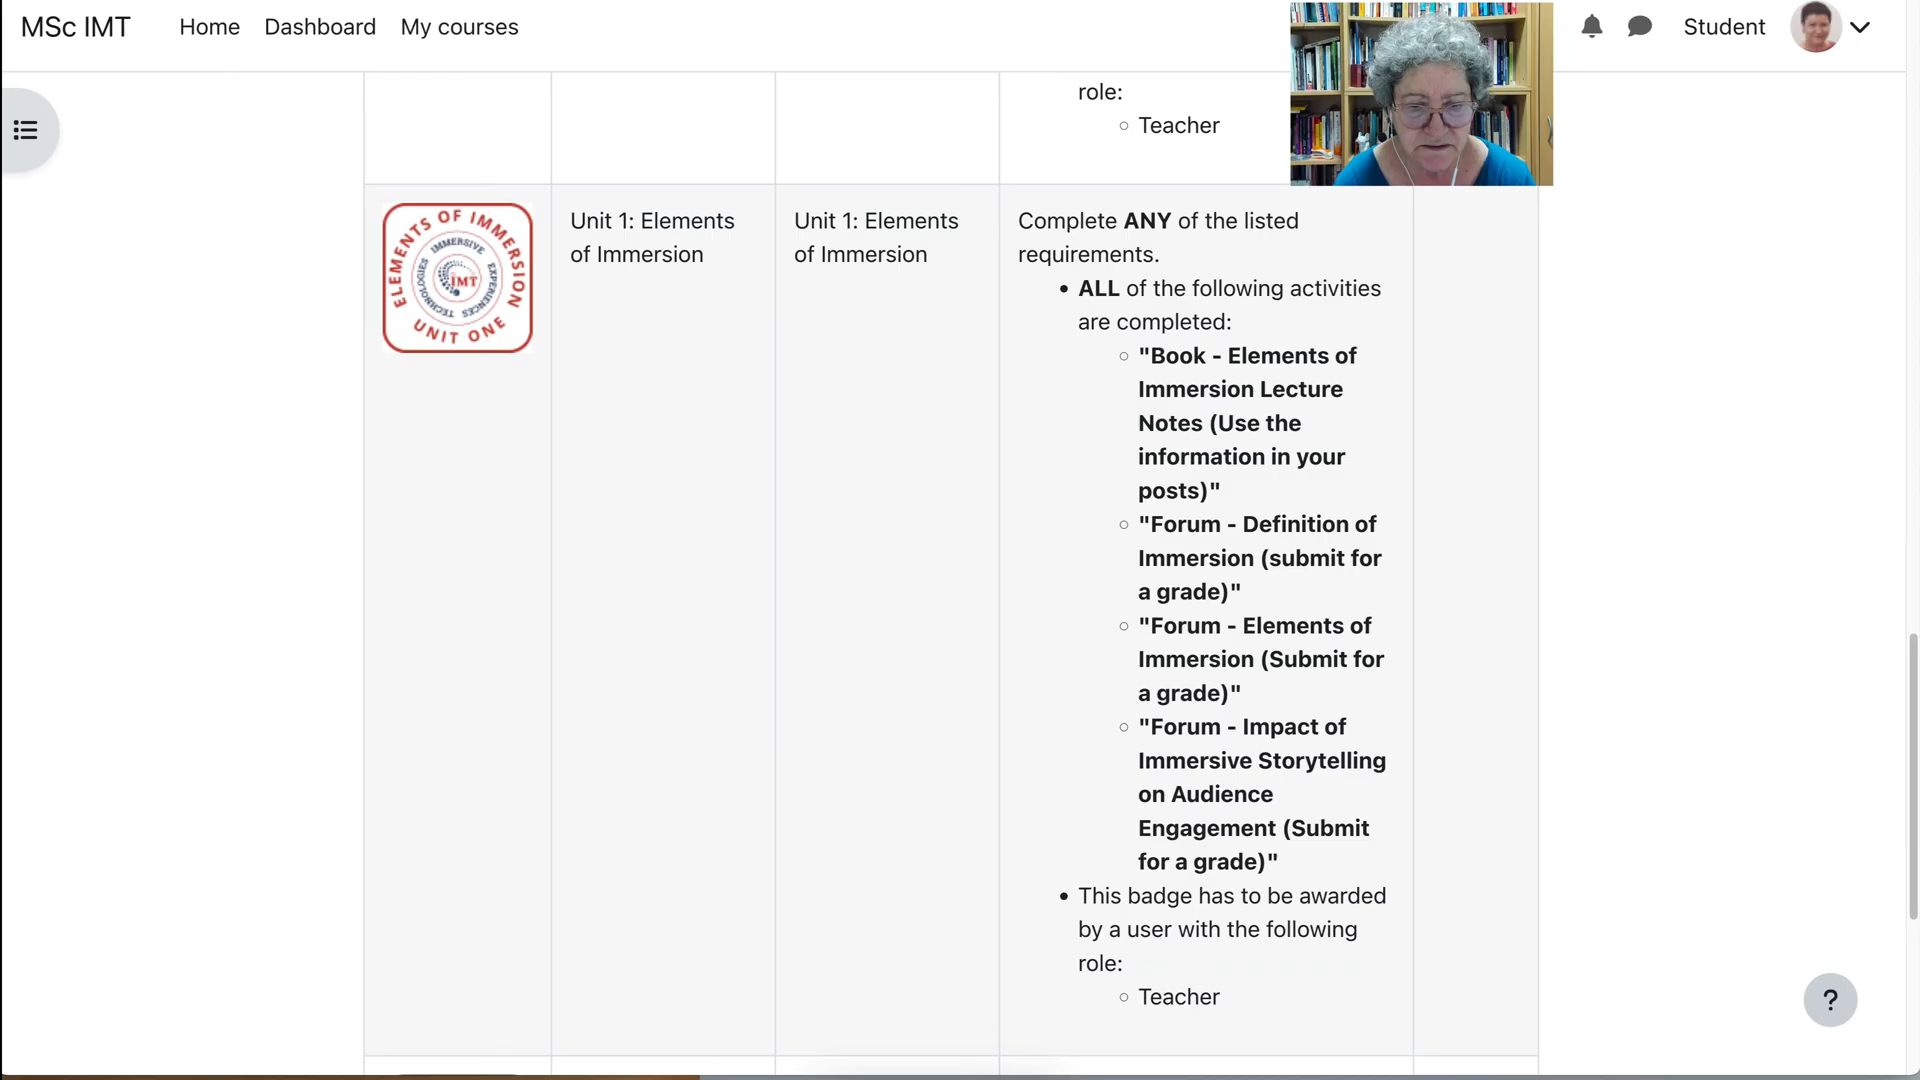 MSc IMT Home Dashboard My courses Student
role:
Teacher
ELEMENTS OF IMMERSION
IMMERSIVE EXPERIENCES TECHNOLOGIES
IMT
UNIT ONE
Unit 1: Elements
of Immersion
Unit 1: Elements
of Immersion
Complete ANY of the listed
requirements.
ALL of the following activities
are completed:
"Book - Elements of
Immersion Lecture
Notes (Use the
information in your
posts)"
"Forum - Definition of
Immersion (submit for
a grade)"
"Forum - Elements of
Immersion (Submit for
a grade)"
"Forum - Impact of
Immersive Storytelling
on Audience
Engagement (Submit
for a grade)"
This badge has to be awarded
by a user with the following
role:
Teacher
?